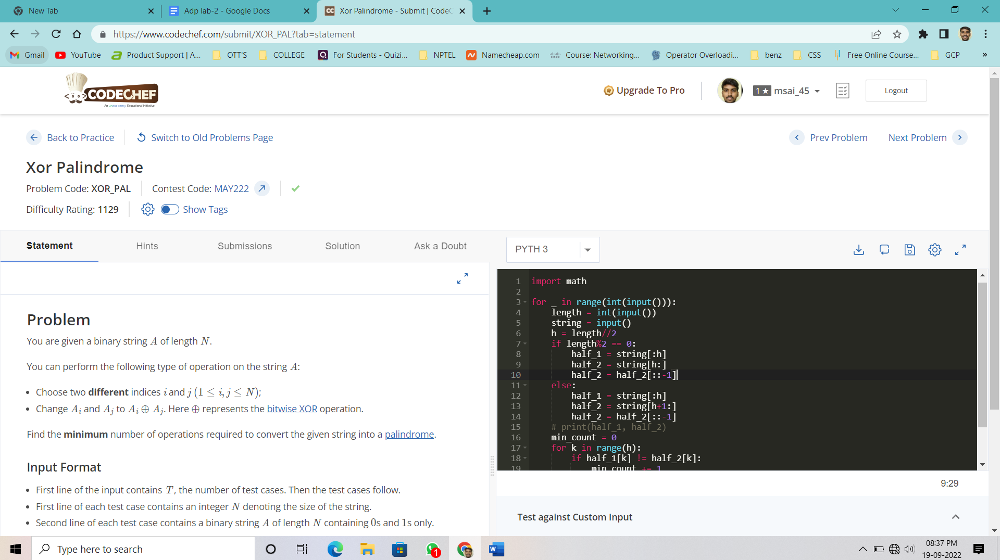 New Tab
Adp lab-2 - Google Docs
Xor Palindrome - Submit | CodeC
https://www.codechef.com/submit/XOR_PAL?tab=statement
Gmail
YouTube
Product Support | A...
OTT'S
COLLEGE
For Students - Quizi...
NPTEL
Namecheap.com
Course: Networking...
Operator Overloadi...
benz
CSS
Free Online Course...
GCP
»
CODECHEF
An unacademy Educational Initiative
Upgrade To Pro
1★ msai_45
Logout
Back to Practice
Switch to Old Problems Page
Prev Problem
Next Problem
Xor Palindrome
Problem Code: XOR_PAL
Contest Code: MAY222
Difficulty Rating: 1129
Show Tags
Statement
Hints
Submissions
Solution
Ask a Doubt
PYTH 3
Problem
You are given a binary string A of length N.
You can perform the following type of operation on the string A:
• Choose two different indices i and j (1 ≤ i, j ≤ N);
• Change Aᵢ and Aⱼ to Aᵢ ⊕ Aⱼ. Here ⊕ represents the bitwise XOR operation.
Find the minimum number of operations required to convert the given string into a palindrome.
Input Format
• First line of the input contains T, the number of test cases. Then the test cases follow.
• First line of each test case contains an integer N denoting the size of the string.
• Second line of each test case contains a binary string A of length N containing 0s and 1s only.
1 import math
2
3 for _ in range(int(input())):
4     length = int(input())
5     string = input()
6     h = length//2
7     if length%2 == 0:
8         half_1 = string[:h]
9         half_2 = string[h:]
10         half_2 = half_2[::-1]
11     else:
12         half_1 = string[:h]
13         half_2 = string[h+1:]
14         half_2 = half_2[::-1]
15     # print(half_1, half_2)
16     min_count = 0
17     for k in range(h):
18         if half_1[k] != half_2[k]:
19             min_count += 1
9:29
Test against Custom Input
Type here to search
1
W
08:37 PM
19-09-2022